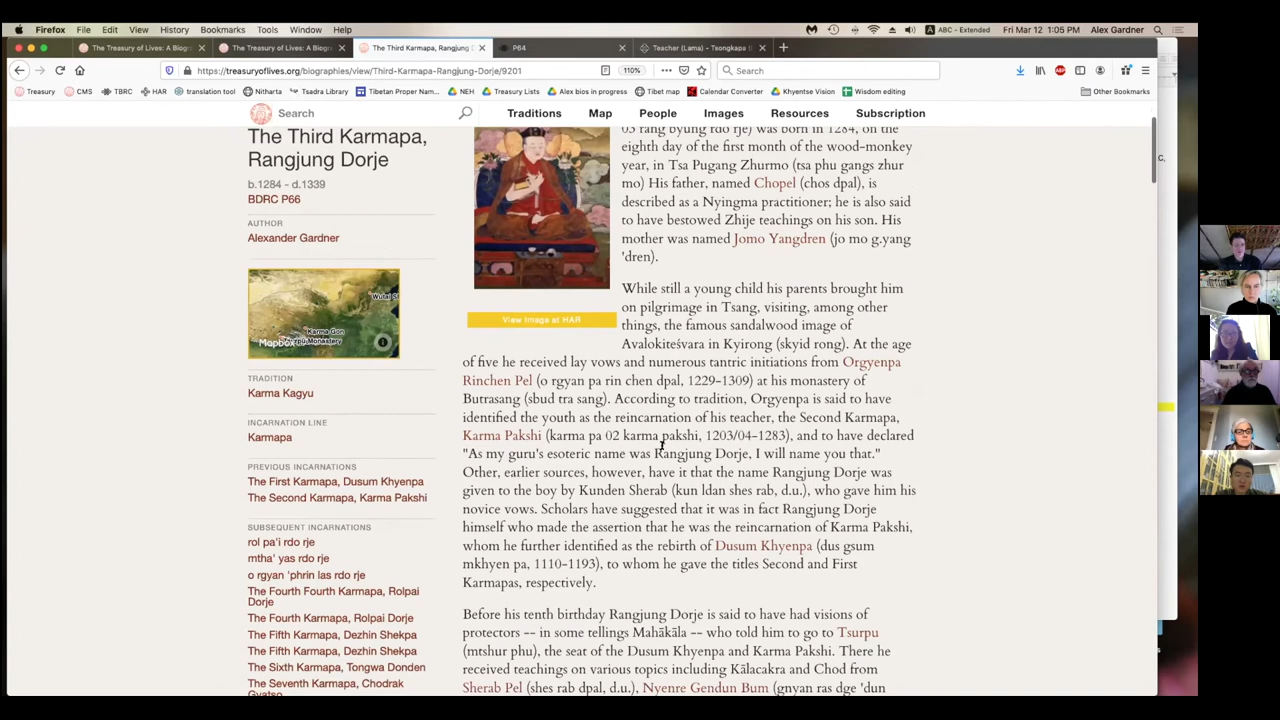 Firefox File Edit View History Bookmarks Tools Window Help
ABC - Extended Fri Mar 12 1:05 PM Alex Gardner
The Treasury of Lives: A Biogr
The Treasury of Lives: A Biogr
The Third Karmapa, Rangjung D
P64
Teacher (Lama) - Tsongkapa
https://treasuryoflives.org/biographies/view/Third-Karmapa-Rangjung-Dorje/9201
110%
Search
Treasury CMS TBRC HAR translation tool Nitharta Tsadra Library Tibetan Proper Nam... NEH Treasury Articles Alex bios in progress Tibet map Calendar Converter Khyentse Vision Wisdom editing Other Bookmarks
Search Traditions Map People Images Resources Subscription
The Third Karmapa,
Rangjung Dorje
b.1284 - d.1339
BDRC P66
AUTHOR
Alexander Gardner
Karma Gon
Mapbox
TRADITION
Karma Kagyu
INCARNATION LINE
Karmapa
PREVIOUS INCARNATIONS
The First Karmapa, Dusum Khyenpa
The Second Karmapa, Karma Pakshi
SUBSEQUENT INCARNATIONS
rol pa'i rdo rje
mtha' yas rdo rje
o rgyan 'phrin las rdo rje
The Fourth Fourth Karmapa, Rolpai
Dorje
The Fourth Karmapa, Rolpai Dorje
The Fifth Karmapa, Dezhin Shekpa
The Fifth Karmapa, Dezhin Shekpa
The Sixth Karmapa, Tongwa Donden
The Seventh Karmapa, Chodrak
Gyatso
View Image at HAR
03 rang byung rdo rje) was born in 1284, on the
eighth day of the first month of the wood-monkey
year, in Tsa Pugang Zhurmo (tsa phu gangs zhur
mo) His father, named Chopel (chos dpal), is
described as a Nyingma practitioner; he is also said
to have bestowed Zhije teachings on his son. His
mother was named Jomo Yangdren (jo mo g.yang
'dren).
While still a young child his parents brought him
on pilgrimage in Tsang, visiting, among other
things, the famous sandalwood image of
Avalokiteśvara in Kyirong (skyid rong). At the age
of five he received lay vows and numerous tantric initiations from Orgyenpa
Rinchen Pel (o rgyan pa rin chen dpal, 1229-1309) at his monastery of
Butrasang (sbud tra sang). According to tradition, Orgyenpa is said to have
identified the youth as the reincarnation of his teacher, the Second Karmapa,
Karma Pakshi (karma pa 02 karma pakshi, 1203/04-1283), and to have declared
"As my guru's esoteric name was Rangjung Dorje, I will name you that."
Other, earlier sources, however, have it that the name Rangjung Dorje was
given to the boy by Kunden Sherab (kun ldan shes rab, d.u.), who gave him his
novice vows. Scholars have suggested that it was in fact Rangjung Dorje
himself who made the assertion that he was the reincarnation of Karma Pakshi,
whom he further identified as the rebirth of Dusum Khyenpa (dus gsum
mkhyen pa, 1110-1193), to whom he gave the titles Second and First
Karmapas, respectively.
Before his tenth birthday Rangjung Dorje is said to have had visions of
protectors -- in some tellings Mahākāla -- who told him to go to Tsurpu
(mtshur phu), the seat of the Dusum Khyenpa and Karma Pakshi. There he
received teachings on various topics including Kālacakra and Chod from
Sherab Pel (shes rab dpal, d.u.), Nyenre Gendun Bum (gnyan ras dge 'dun